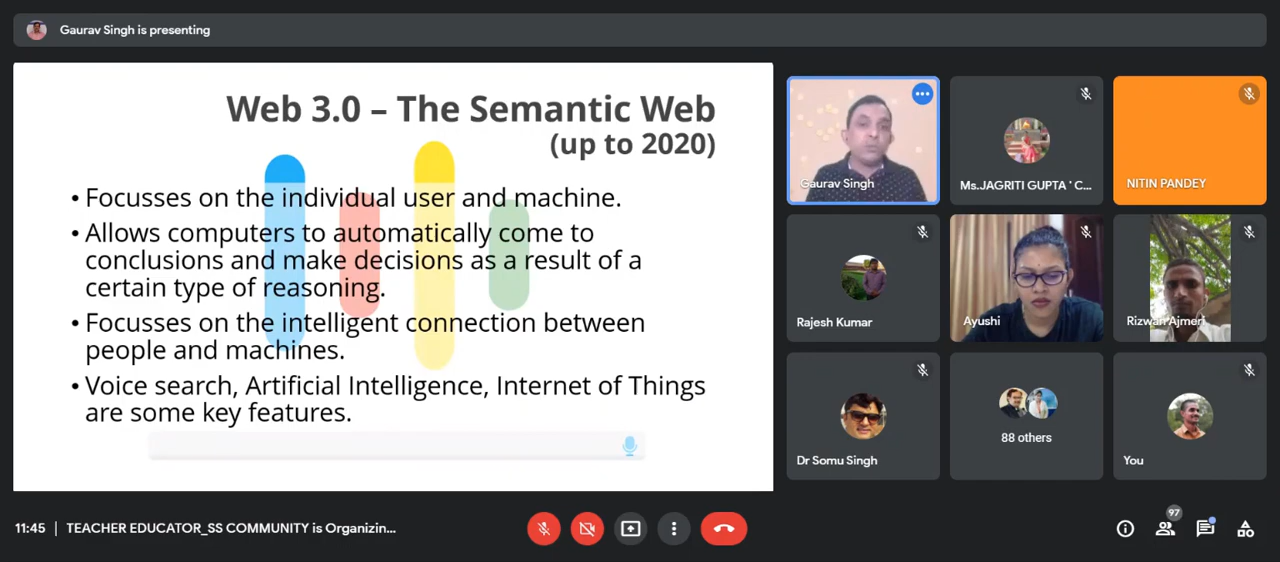 Gaurav Singh is presenting
Web 3.0 – The Semantic Web
(up to 2020)
• Focusses on the individual user and machine.
• Allows computers to automatically come to
conclusions and make decisions as a result of a
certain type of reasoning.
• Focusses on the intelligent connection between
people and machines.
• Voice search, Artificial Intelligence, Internet of Things
are some key features.
Gaurav Singh
Ms.JAGRITI GUPTA ' C...
NITIN PANDEY
Rajesh Kumar
Ayushi
Rizwan Ajmeri
Dr Somu Singh
88 others
You
11:45 | TEACHER EDUCATOR_SS COMMUNITY is Organizin...
97